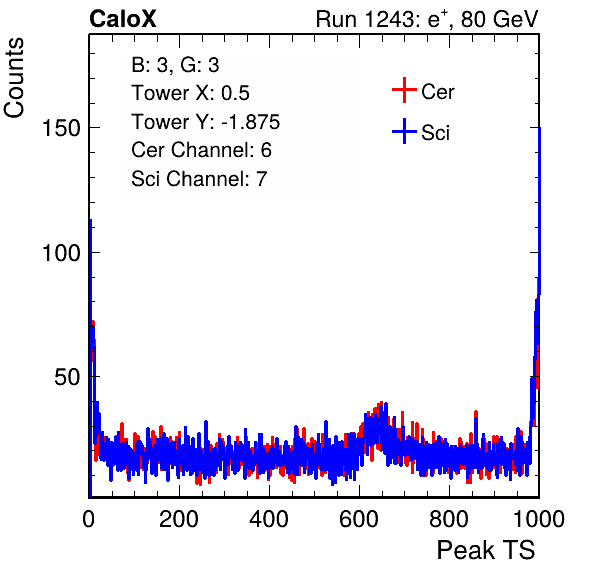 CaloX Run 1243: e⁺, 80 GeV
Counts
B: 3, G: 3
Tower X: 0.5
Tower Y: -1.875
Cer Channel: 6
Sci Channel: 7
Cer
Sci
150
100
50
0 200 400 600 800 1000
Peak TS